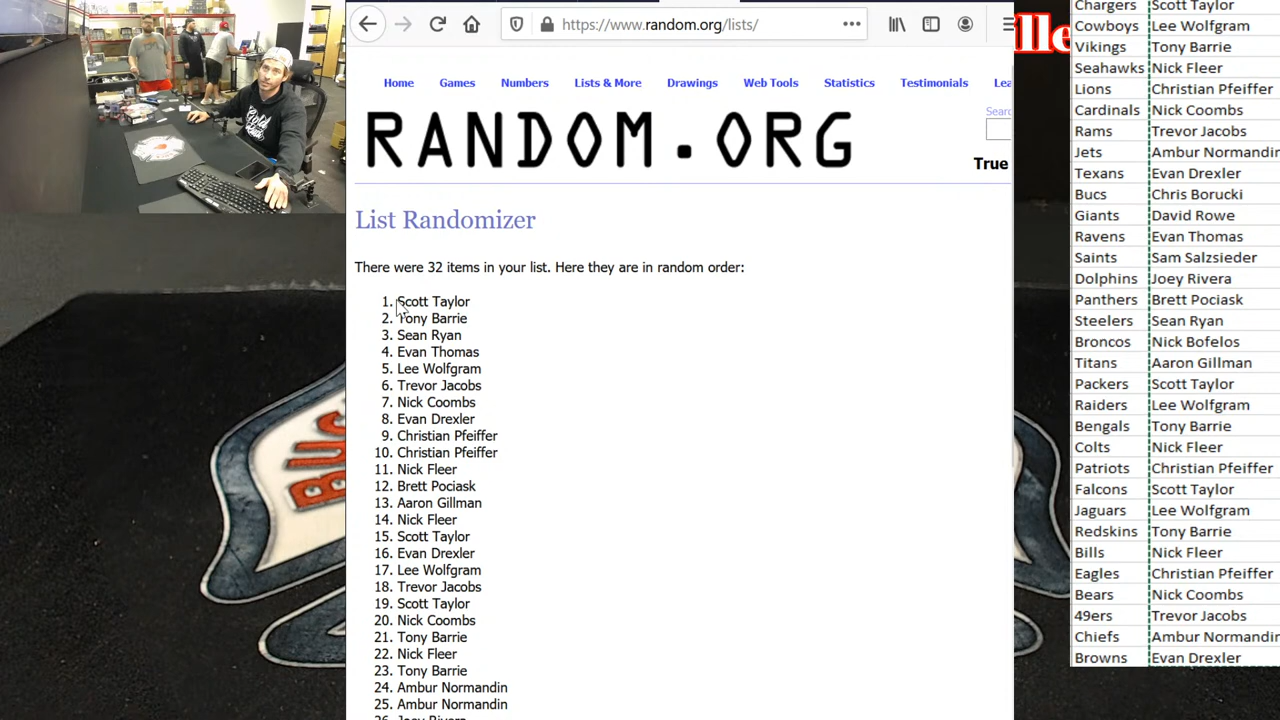 https://www.random.org/lists/
Home Games Numbers Lists & More Drawings Web Tools Statistics Testimonials Lea
RANDOM.ORG
Search
True
List Randomizer
There were 32 items in your list. Here they are in random order:
1. Scott Taylor
2. Tony Barrie
3. Sean Ryan
4. Evan Thomas
5. Lee Wolfgram
6. Trevor Jacobs
7. Nick Coombs
8. Evan Drexler
9. Christian Pfeiffer
10. Christian Pfeiffer
11. Nick Fleer
12. Brett Pociask
13. Aaron Gillman
14. Nick Fleer
15. Scott Taylor
16. Evan Drexler
17. Lee Wolfgram
18. Trevor Jacobs
19. Scott Taylor
20. Nick Coombs
21. Tony Barrie
22. Nick Fleer
23. Tony Barrie
24. Ambur Normandin
25. Ambur Normandin
26. Joey Rivera
ille
Chargers Scott Taylor
Cowboys Lee Wolfgram
Vikings Tony Barrie
Seahawks Nick Fleer
Lions Christian Pfeiffer
Cardinals Nick Coombs
Rams Trevor Jacobs
Jets Ambur Normandin
Texans Evan Drexler
Bucs Chris Borucki
Giants David Rowe
Ravens Evan Thomas
Saints Sam Salzsieder
Dolphins Joey Rivera
Panthers Brett Pociask
Steelers Sean Ryan
Broncos Nick Bofelos
Titans Aaron Gillman
Packers Scott Taylor
Raiders Lee Wolfgram
Bengals Tony Barrie
Colts Nick Fleer
Patriots Christian Pfeiffer
Falcons Scott Taylor
Jaguars Lee Wolfgram
Redskins Tony Barrie
Bills Nick Fleer
Eagles Christian Pfeiffer
Bears Nick Coombs
49ers Trevor Jacobs
Chiefs Ambur Normandin
Browns Evan Drexler